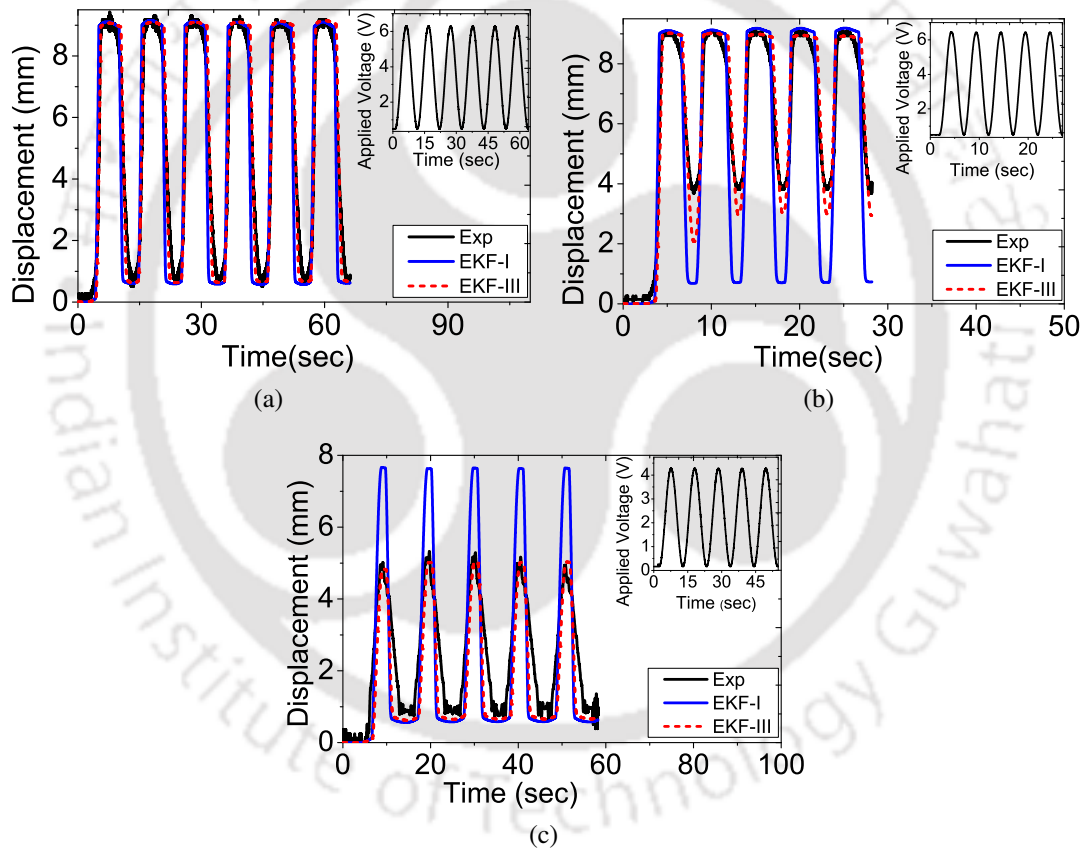 Displacement (mm)
8
6
4
2
0
0
30
60
90
Time(sec)
Applied Voltage (V)
6
4
2
0
15
30
45
60
Time (sec)
Exp
EKF-I
EKF-III
(a)
Displacement (mm)
8
6
4
2
0
0
10
20
30
40
50
Time(sec)
Applied Voltage (V)
6
4
2
0
10
20
Time (sec)
Exp
EKF-I
EKF-III
(b)
Displacement (mm)
8
6
4
2
0
0
20
40
60
80
100
Time (sec)
Applied Voltage (V)
4
3
2
1
0
0
15
30
45
Time (sec)
Exp
EKF-I
EKF-III
(c)
Indian Institute of Technology Guwahati